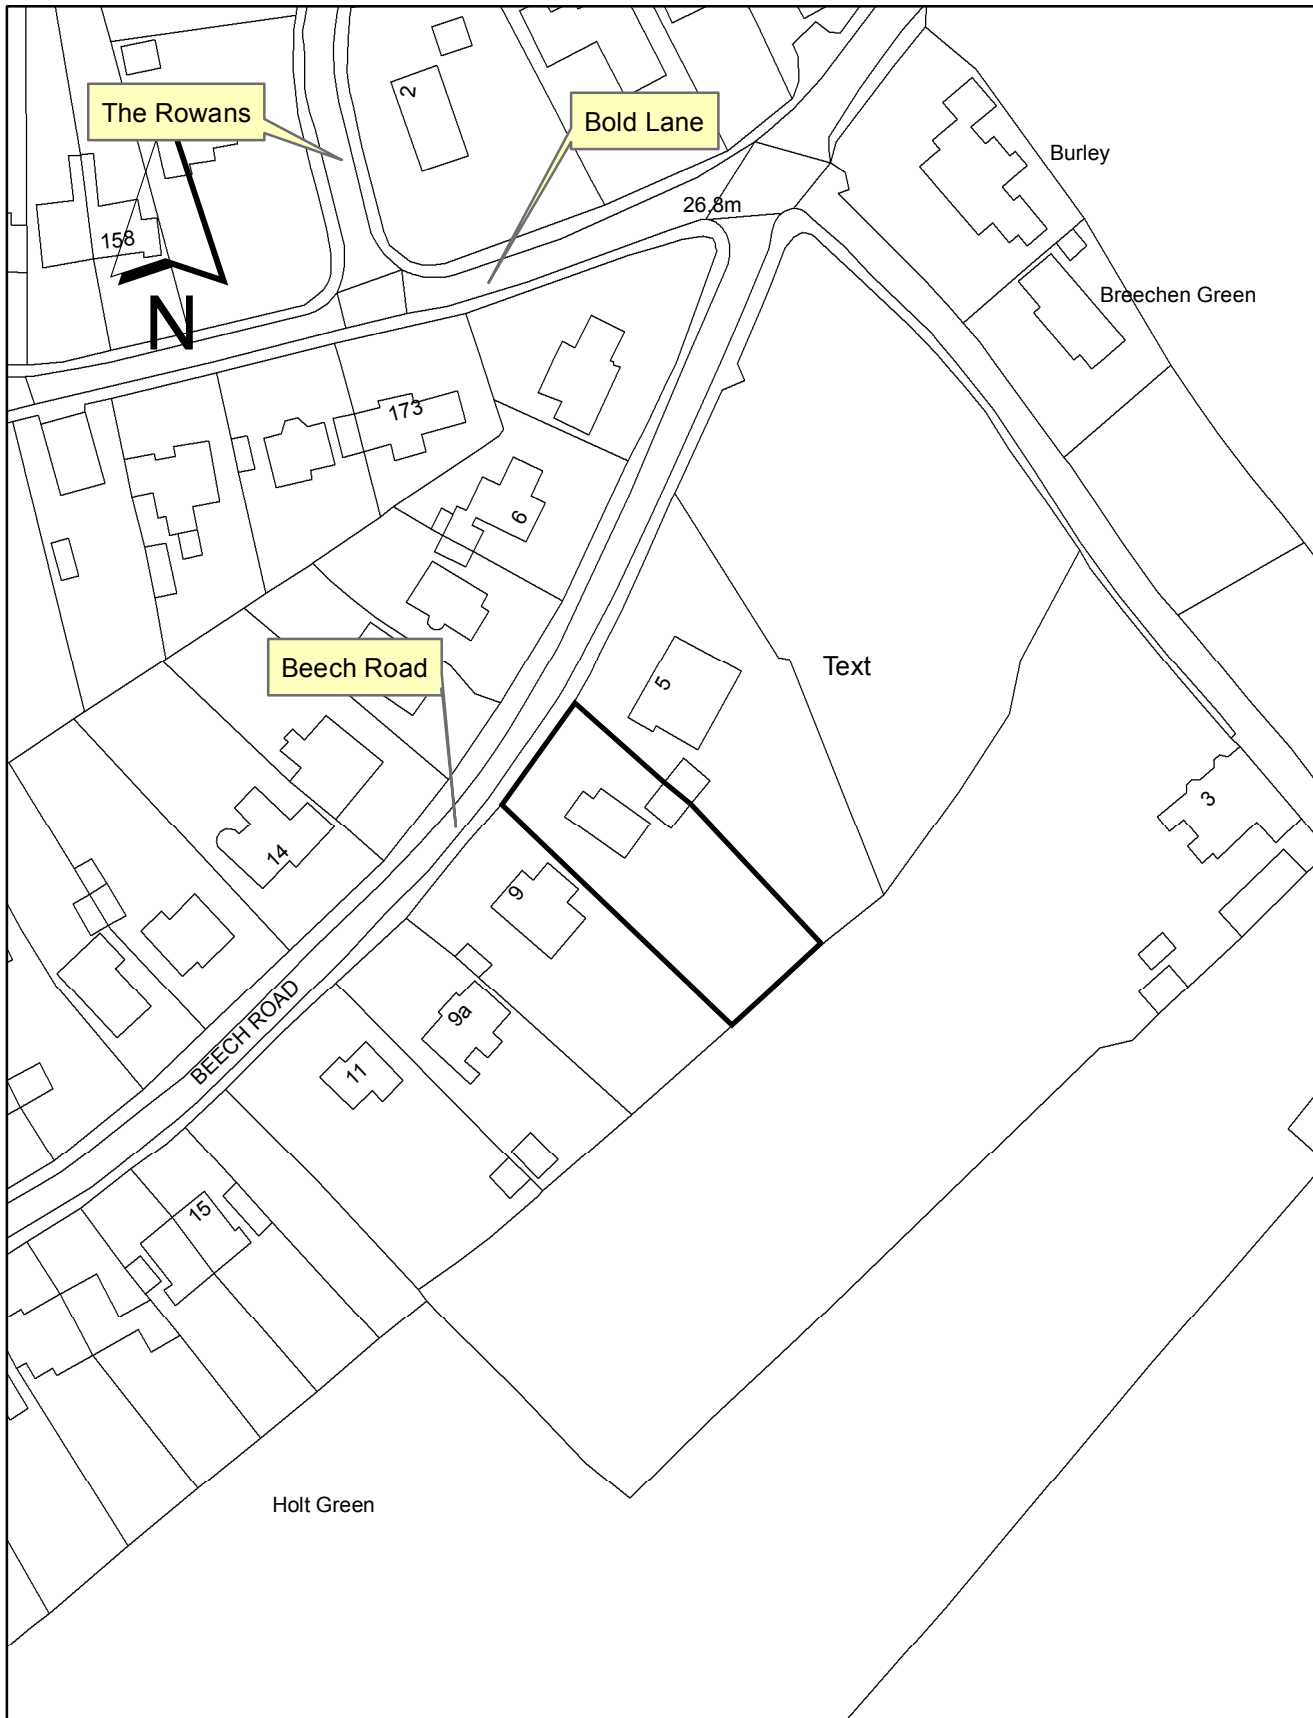 2
The Rowans
Bold Lane
Burley
26.8m
158
Breechen Green
N
173
6
Beech Road
Text
5
3
14
9
BEECH ROAD
9a
11
15
Holt Green